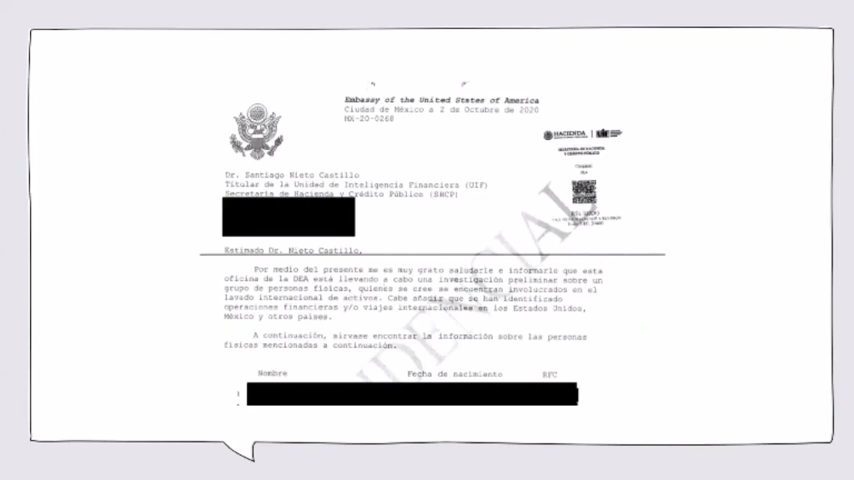 Embassy of the United States of America
Ciudad de México a 2 de Octubre de 2020
MX-20-0268
HACIENDA
SECRETARÍA DE HACIENDA
Y CRÉDITO PÚBLICO
Dr. Santiago Nieto Castillo
Titular de la Unidad de Inteligencia Financiera (UIF)
Secretaria de Hacienda y Crédito Público (SHCP)
Estimado Dr. Nieto Castillo,
Por medio del presente me es muy grato saludarle e informarle que esta
oficina de la DEA está llevando a cabo una investigación preliminar sobre un
grupo de personas físicas, quienes se cree se encuentran involucrados en el
lavado internacional de activos. Cabe añadir que se han identificado
operaciones financieras y/o viajes internacionales en los Estados Unidos,
México y otros países.
A continuación, sírvase encontrar la información sobre las personas
físicas mencionadas a continuación.
Nombre Fecha de nacimiento RFC
IDENCIAL